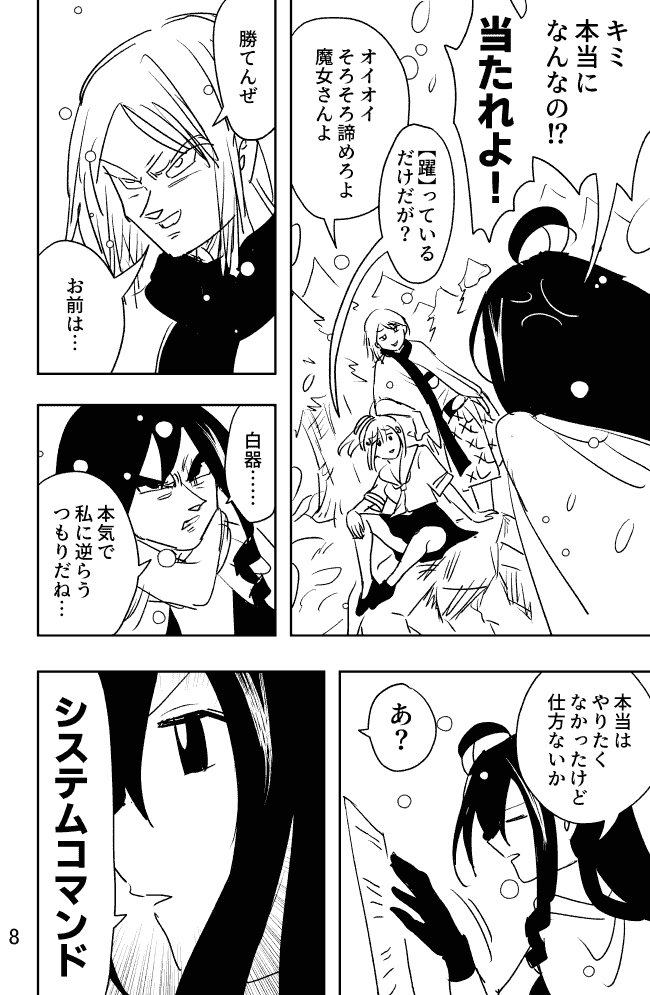 キミ
本当に
なんなの!?
当たれよ！
【躍】っている
だけだが？
オイオイ
そろそろ諦めろよ
魔女さんよ
勝てんぜ
お前は…
白器……
本気で
私に逆らう
つもりだね…
本当は
やりたく
なかったけど
仕方ないか
あ？
システムコマンド
8